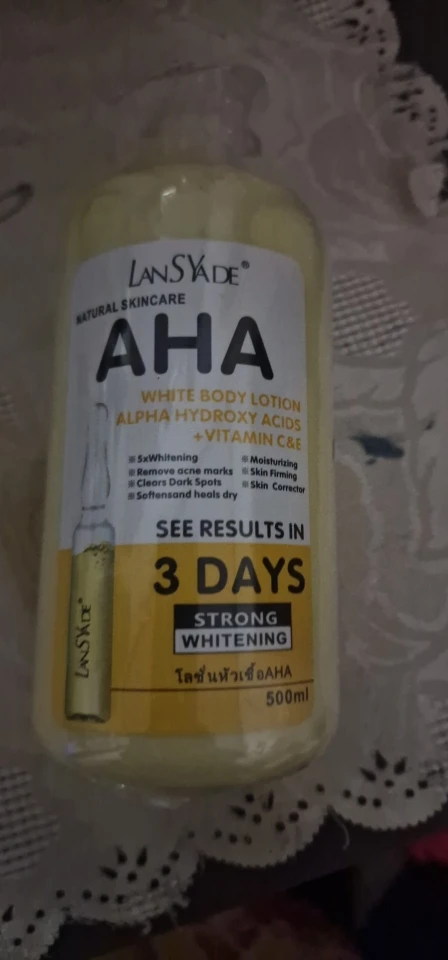 LANSYADE®
NATURAL SKINCARE
AHA
WHITE BODY LOTION
ALPHA HYDROXY ACIDS
+VITAMIN C&E
5xWhitening
Remove acne marks
Clears Dark Spots
Softensand heals dry
Moisturizing
Skin Firming
Skin Corrector
SEE RESULTS IN
3 DAYS
STRONG
WHITENING
โลชั่นหัวเชื้อAHA
500ml
LANSYADE®